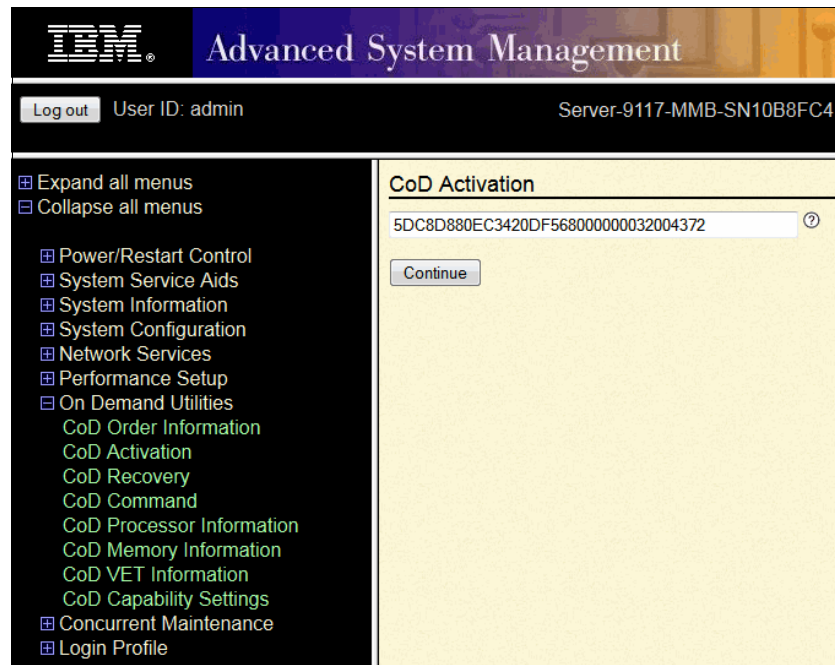 IBM®
Advanced System Management
Log out User ID: admin
Server-9117-MMB-SN10B8FC4
Expand all menus
Collapse all menus
Power/Restart Control
System Service Aids
System Information
System Configuration
Network Services
Performance Setup
On Demand Utilities
CoD Order Information
CoD Activation
CoD Recovery
CoD Command
CoD Processor Information
CoD Memory Information
CoD VET Information
CoD Capability Settings
Concurrent Maintenance
Login Profile
CoD Activation
5DC8D880EC3420DF568000000032004372
?
Continue